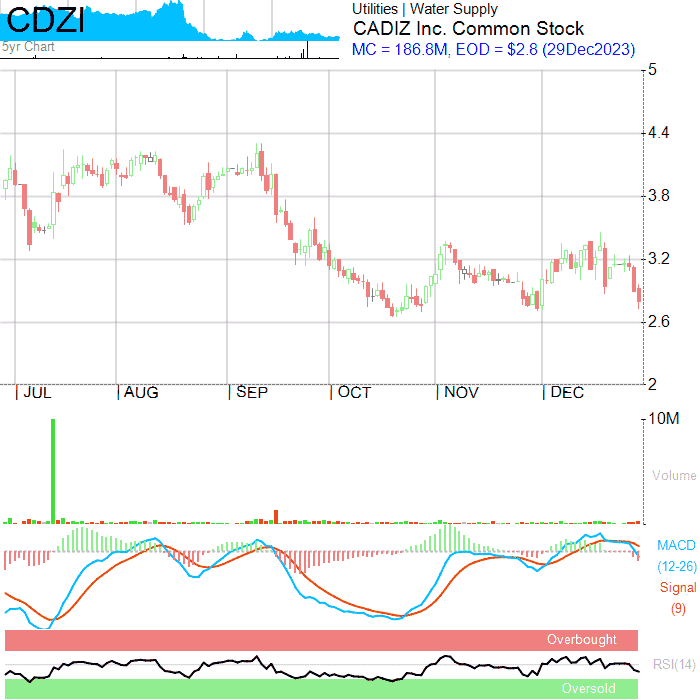 CDZI
5yr Chart
Utilities | Water Supply
CADIZ Inc. Common Stock
MC = 186.8M, EOD = $2.8 (29Dec2023)
5
4.4
3.8
3.2
2.6
2
JUL AUG SEP OCT NOV DEC
10M
Volume
MACD
(12-26)
Signal
(9)
Overbought
RSI(14)
Oversold